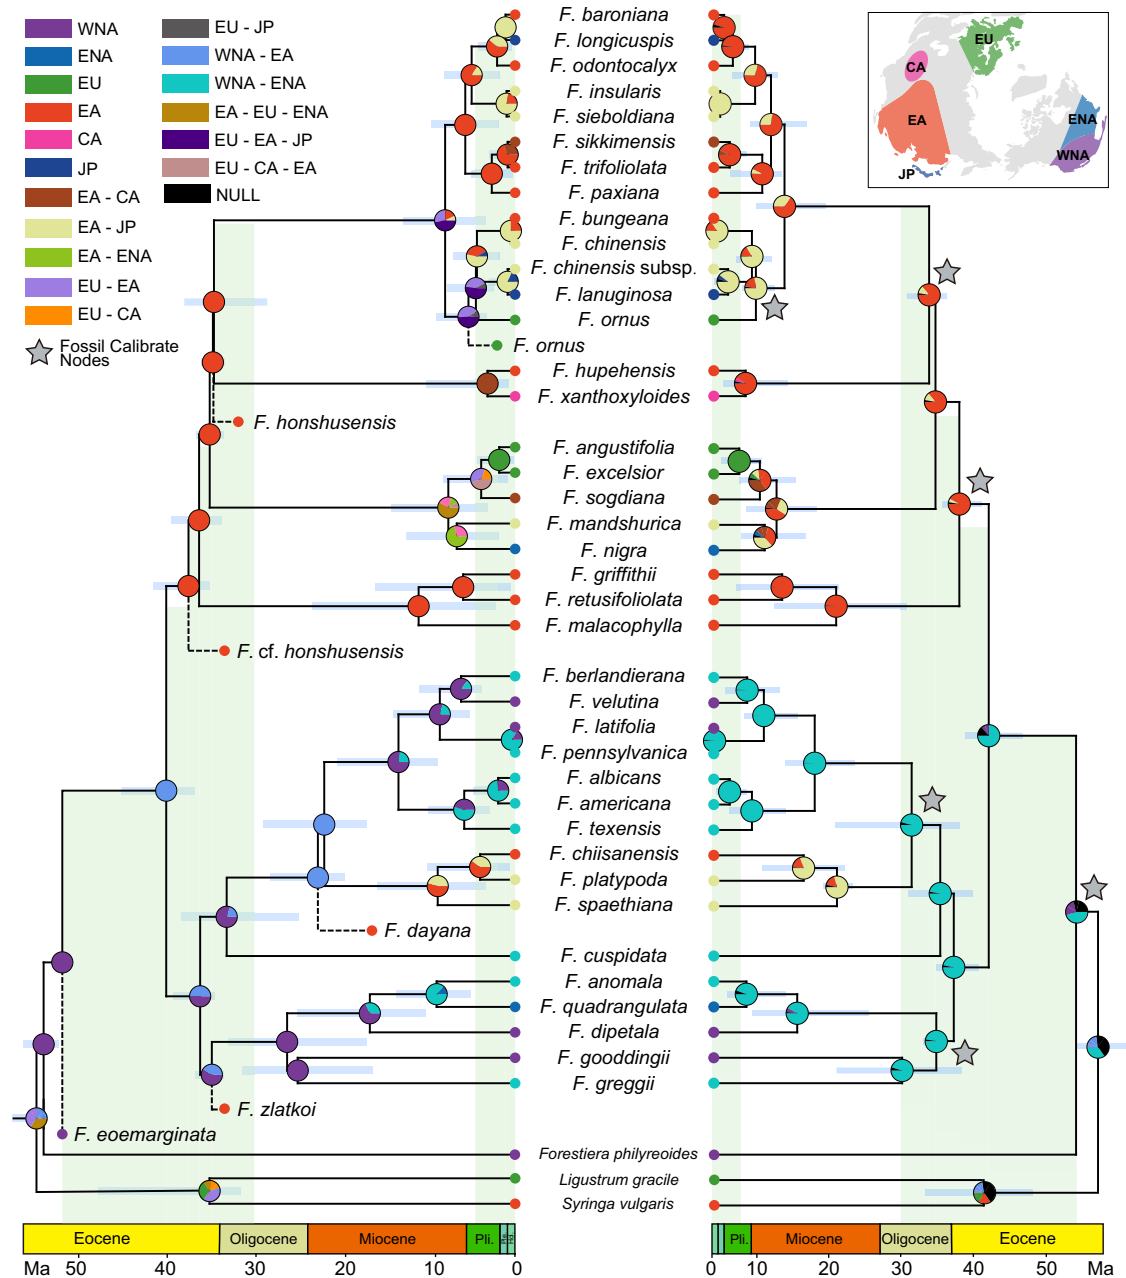 WNA
ENA
EU
EA
CA
JP
EA - CA
EA - JP
EA - ENA
EU - EA
EU - CA
Fossil Calibrate
Nodes
EU - JP
WNA - EA
WNA - ENA
EA - EU - ENA
EU - EA - JP
EU - CA - EA
NULL
EU
CA
EA
ENA
WNA
JP
F. baroniana
F. longicuspis
F. odontocalyx
F. insularis
F. sieboldiana
F. sikkimensis
F. trifoliolata
F. paxiana
F. bungeana
F. chinensis
F. chinensis subsp.
F. lanuginosa
F. ornus
F. ornus
F. hupehensis
F. xanthoxyloides
F. honshusensis
F. angustifolia
F. excelsior
F. sogdiana
F. mandshurica
F. nigra
F. griffithii
F. retusifoliolata
F. malacophylla
F. cf. honshusensis
F. berlandierana
F. velutina
F. latifolia
F. pennsylvanica
F. albicans
F. americana
F. texensis
F. chiisanensis
F. platypoda
F. spaethiana
F. dayana
F. cuspidata
F. anomala
F. quadrangulata
F. dipetala
F. gooddingii
F. greggii
F. zlatkoi
F. eoemarginata
Forestiera philyreoides
Ligustrum gracile
Syringa vulgaris
Eocene Oligocene Miocene Pli.
Pli. Miocene Oligocene Eocene
Ma 50 40 30 20 10 0
0 10 20 30 40 50 Ma